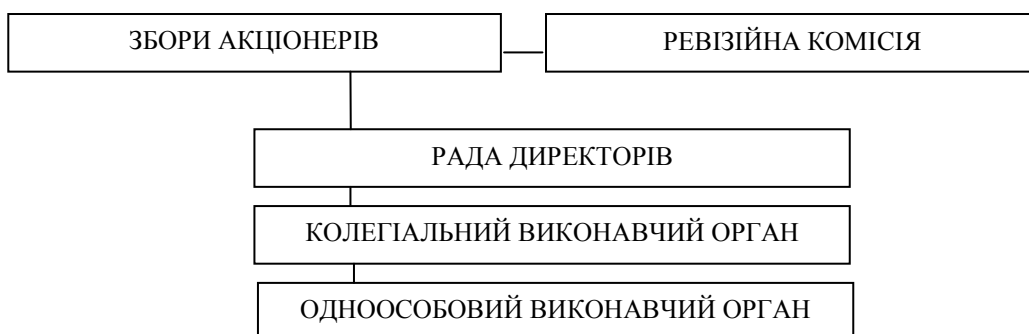 ЗБОРИ АКЦІОНЕРІВ
РЕВІЗІЙНА КОМІСІЯ
РАДА ДИРЕКТОРІВ
КОЛЕГІАЛЬНИЙ ВИКОНАВЧИЙ ОРГАН
ОДНООСОБОВИЙ ВИКОНАВЧИЙ ОРГАН